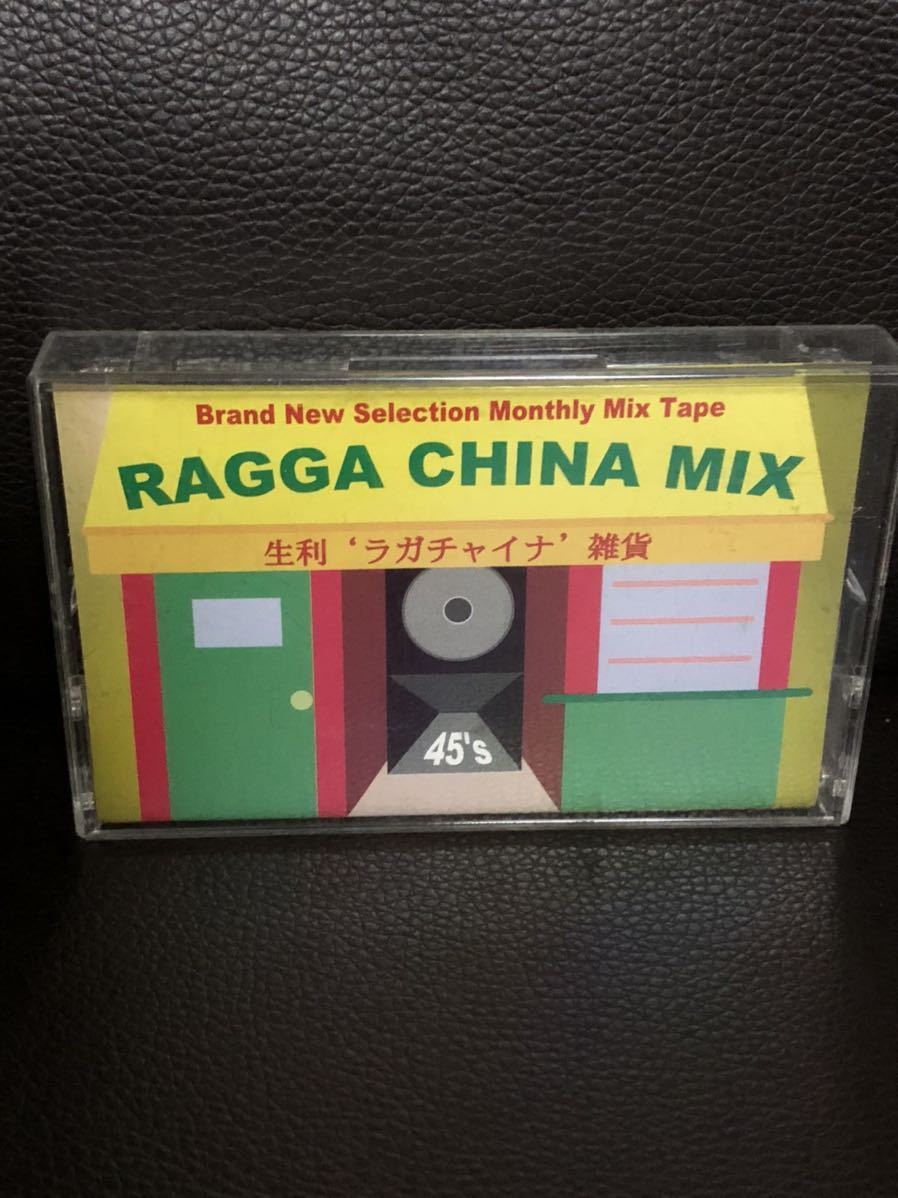 Brand New Selection Monthly Mix Tape
RAGGA CHINA MIX
生利‘ラガチャイナ’雑貨
45's